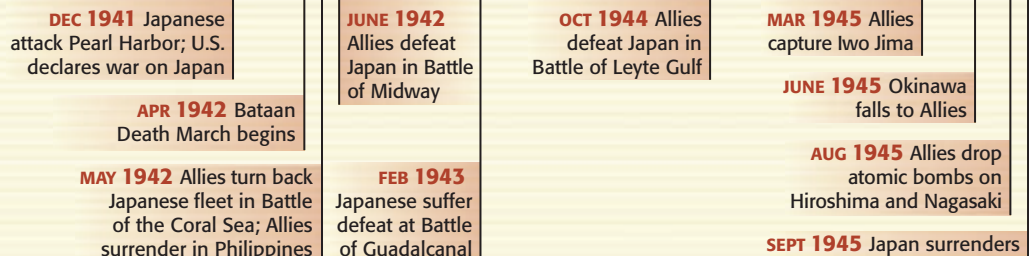 DEC 1941 Japanese
attack Pearl Harbor; U.S.
declares war on Japan
APR 1942 Bataan
Death March begins
MAY 1942 Allies turn back
Japanese fleet in Battle
of the Coral Sea; Allies
surrender in Philippines
JUNE 1942
Allies defeat
Japan in Battle
of Midway
FEB 1943
Japanese suffer
defeat at Battle
of Guadalcanal
OCT 1944 Allies
defeat Japan in
Battle of Leyte Gulf
MAR 1945 Allies
capture Iwo Jima
JUNE 1945 Okinawa
falls to Allies
AUG 1945 Allies drop
atomic bombs on
Hiroshima and Nagasaki
SEPT 1945 Japan surrenders